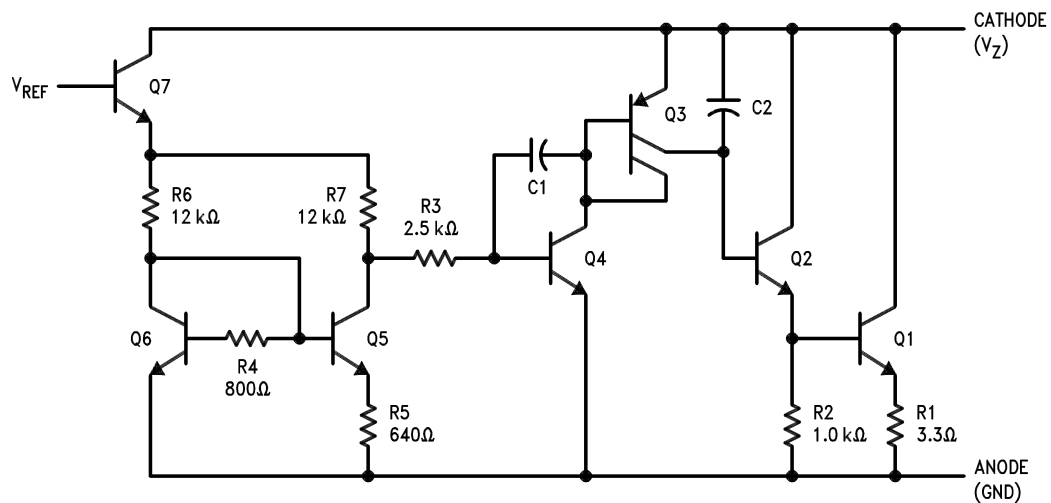 CATHODE
(VZ)
VREF
Q7
Q3
C2
C1
R6
12 kΩ
R7
12 kΩ
R3
2.5 kΩ
Q4
Q2
Q6
R4
800Ω
Q5
Q1
R5
640Ω
R2
1.0 kΩ
R1
3.3Ω
ANODE
(GND)